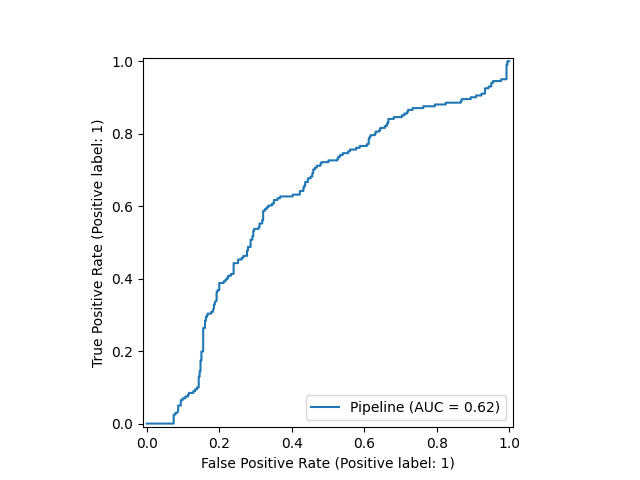 1.0
0.8
0.6
0.4
0.2
0.0
True Positive Rate (Positive label: 1)
Pipeline (AUC = 0.62)
0.0 0.2 0.4 0.6 0.8 1.0
False Positive Rate (Positive label: 1)